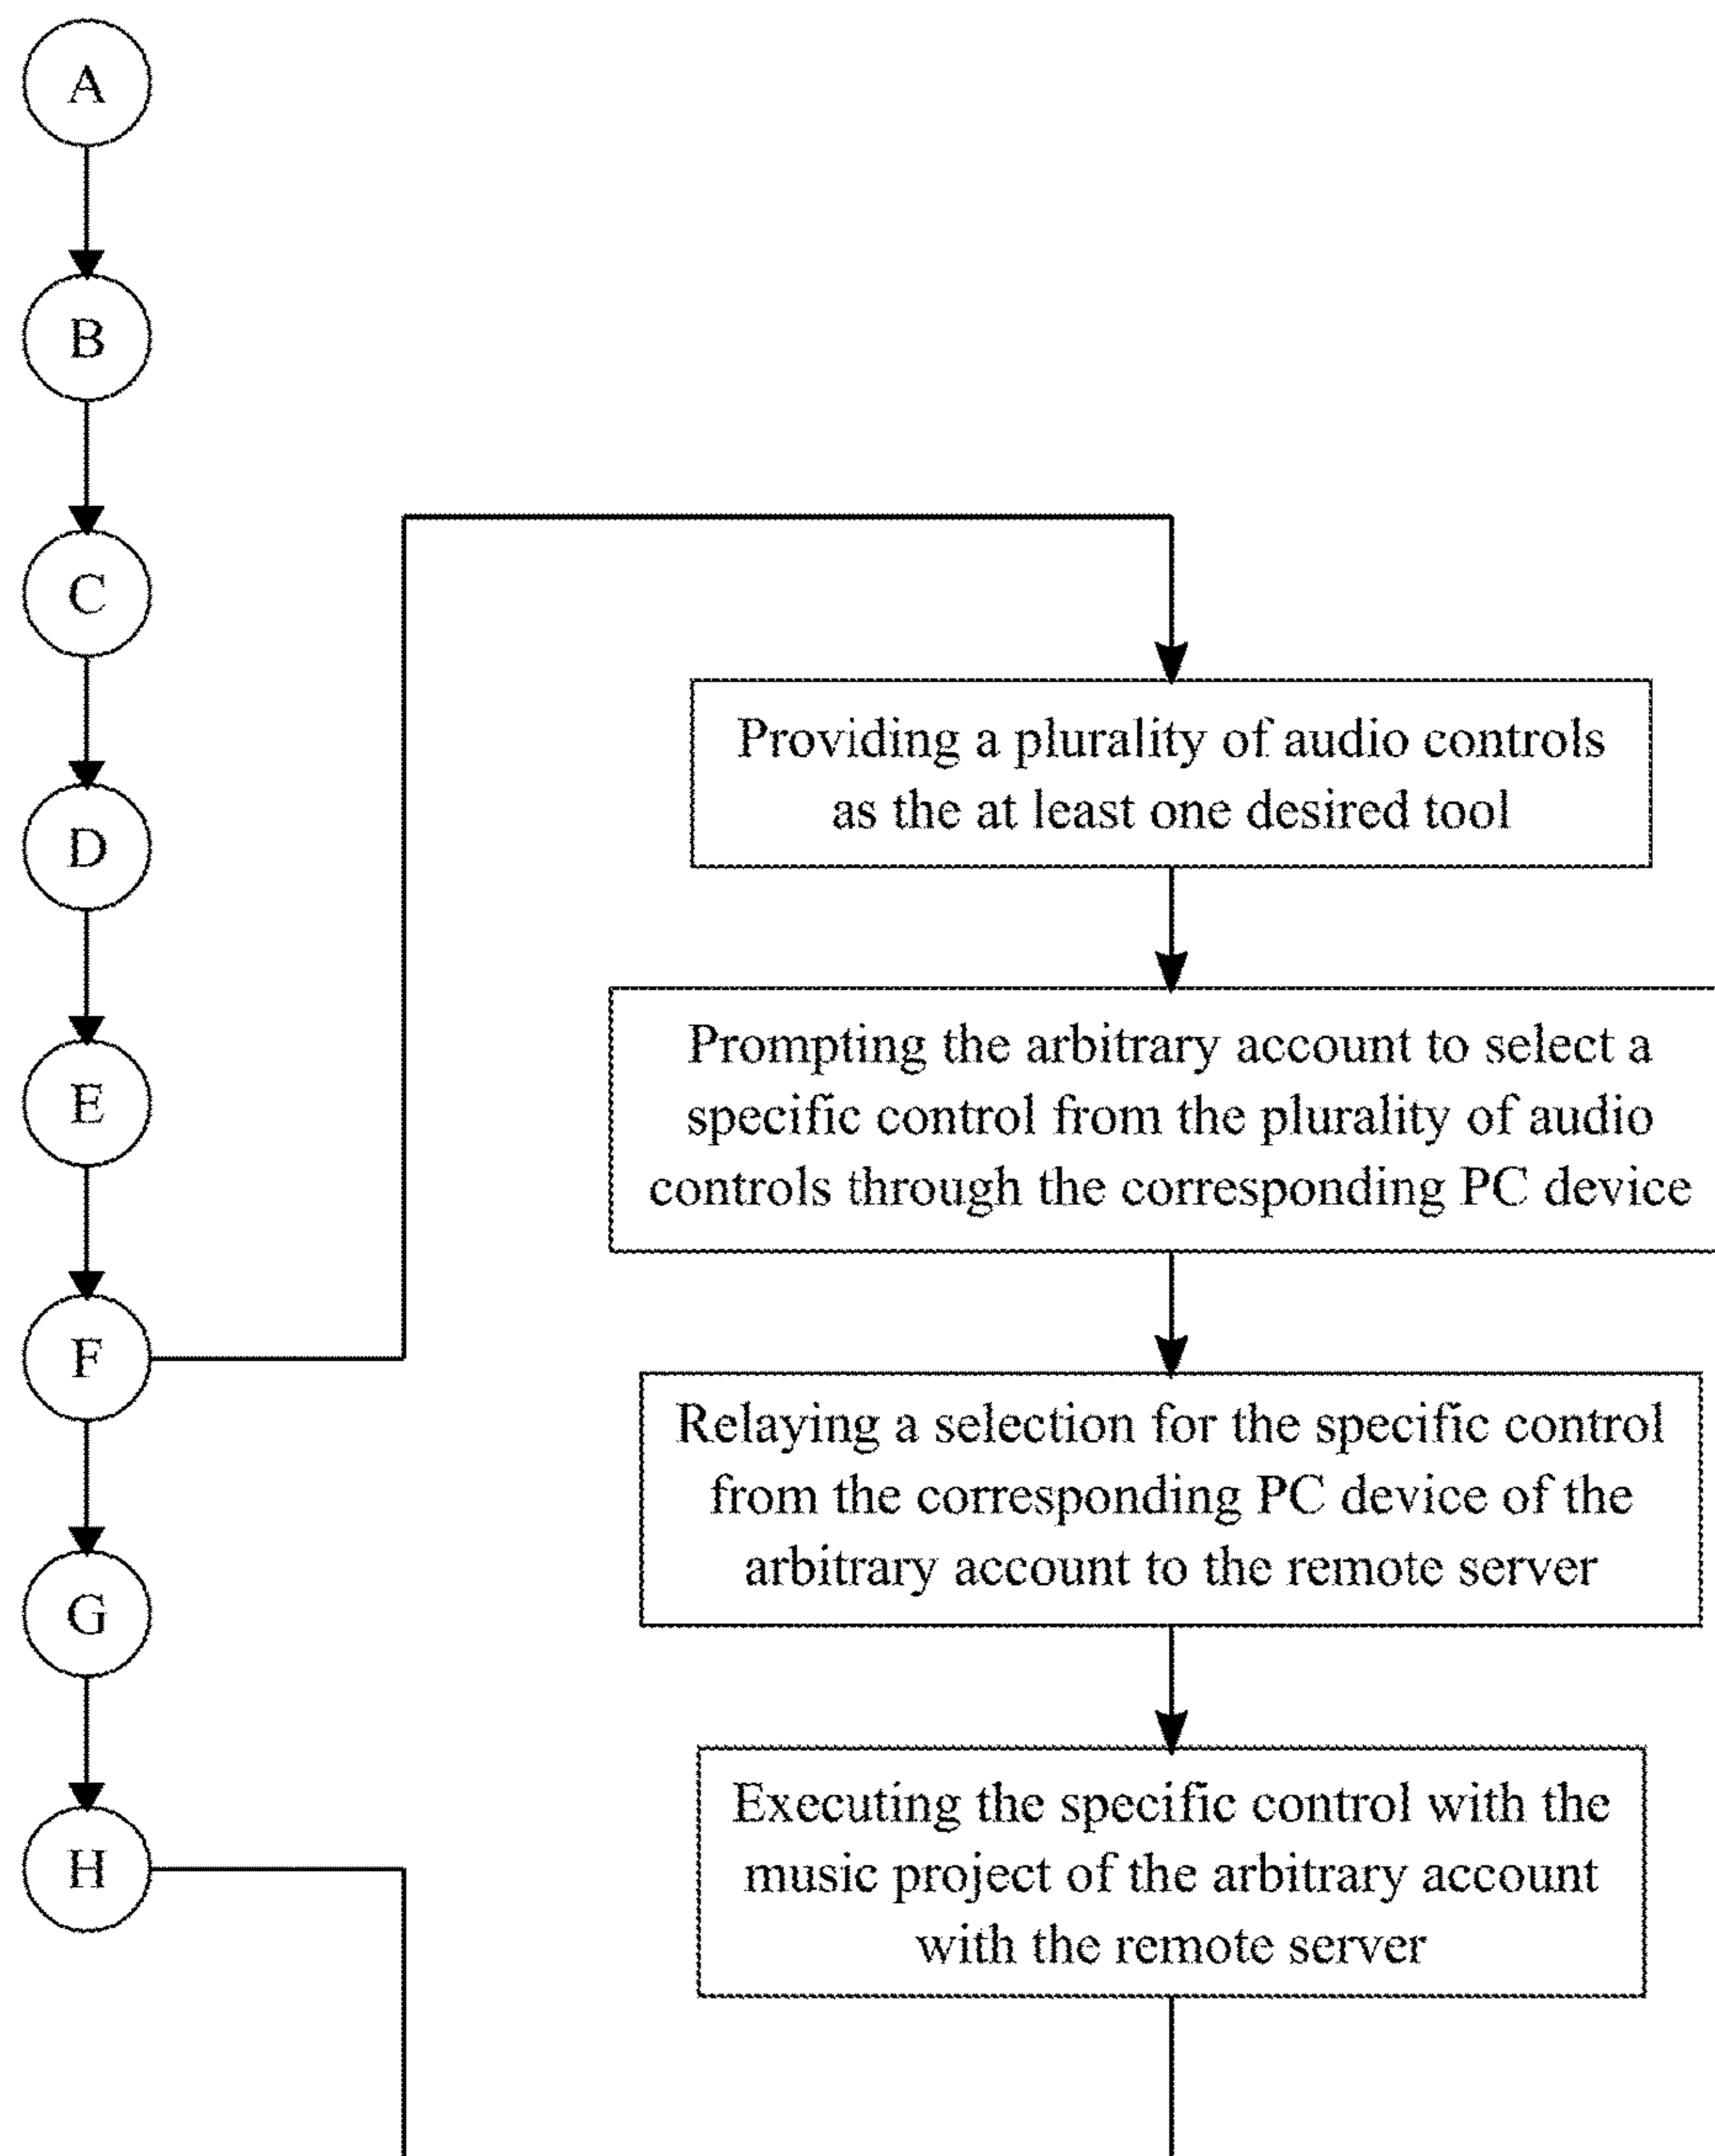 A
B
C
D
E
F
G
H
Providing a plurality of audio controls
as the at least one desired tool
Prompting the arbitrary account to select a
specific control from the plurality of audio
controls through the corresponding PC device
Relaying a selection for the specific control
from the corresponding PC device of the
arbitrary account to the remote server
Executing the specific control with the
music project of the arbitrary account
with the remote server